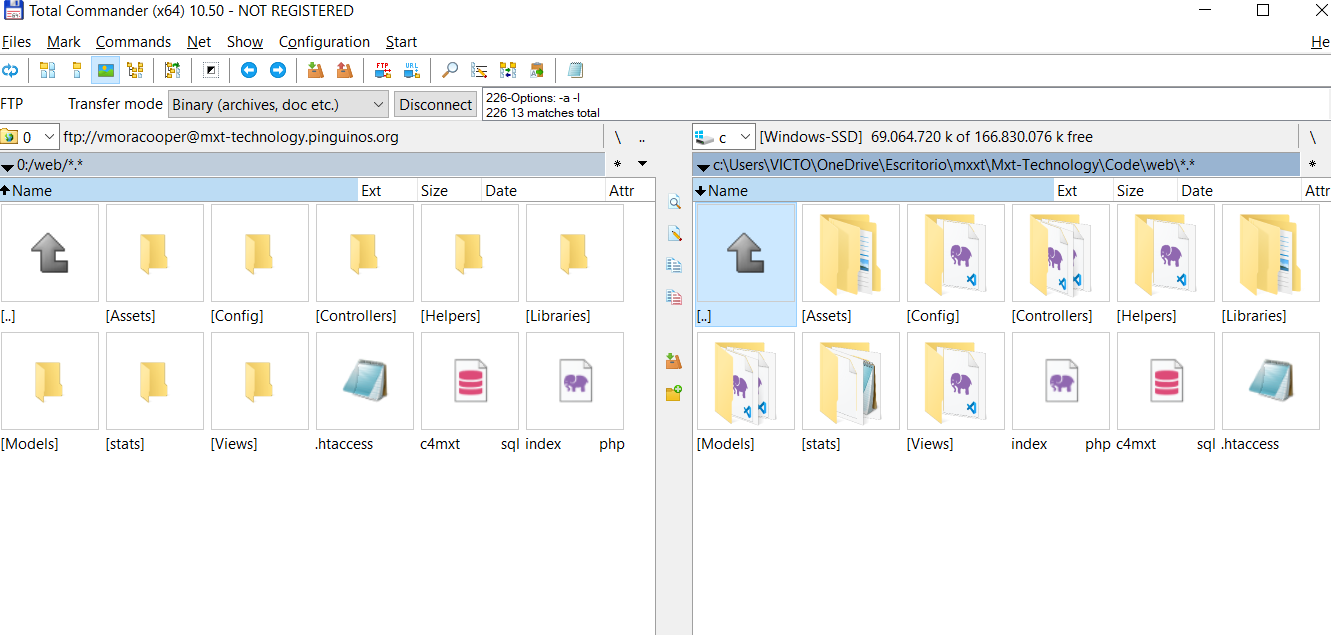 Total Commander (x64) 10.50 - NOT REGISTERED
Files Mark Commands Net Show Configuration Start He
FTP URL
FTP Transfer mode Binary (archives, doc etc.) Disconnect 226-Options: -a -l
226 13 matches total
0 ftp://vmoracooper@mxt-technology.pinguinos.org \ .. c [Windows-SSD] 69.064.720 k of 166.830.076 k free \
0:/web/*.* * c:\Users\VICTO\OneDrive\Escritorio\mxxt\Mxt-Technology\Code\web\*.* *
Name Ext Size Date Attr Name Ext Size Date Attr
[..] [Assets] [Config] [Controllers] [Helpers] [Libraries] [..] [Assets] [Config] [Controllers] [Helpers] [Libraries]
[Models] [stats] [Views] .htaccess c4mxt sql index php [Models] [stats] [Views] index php c4mxt sql .htaccess